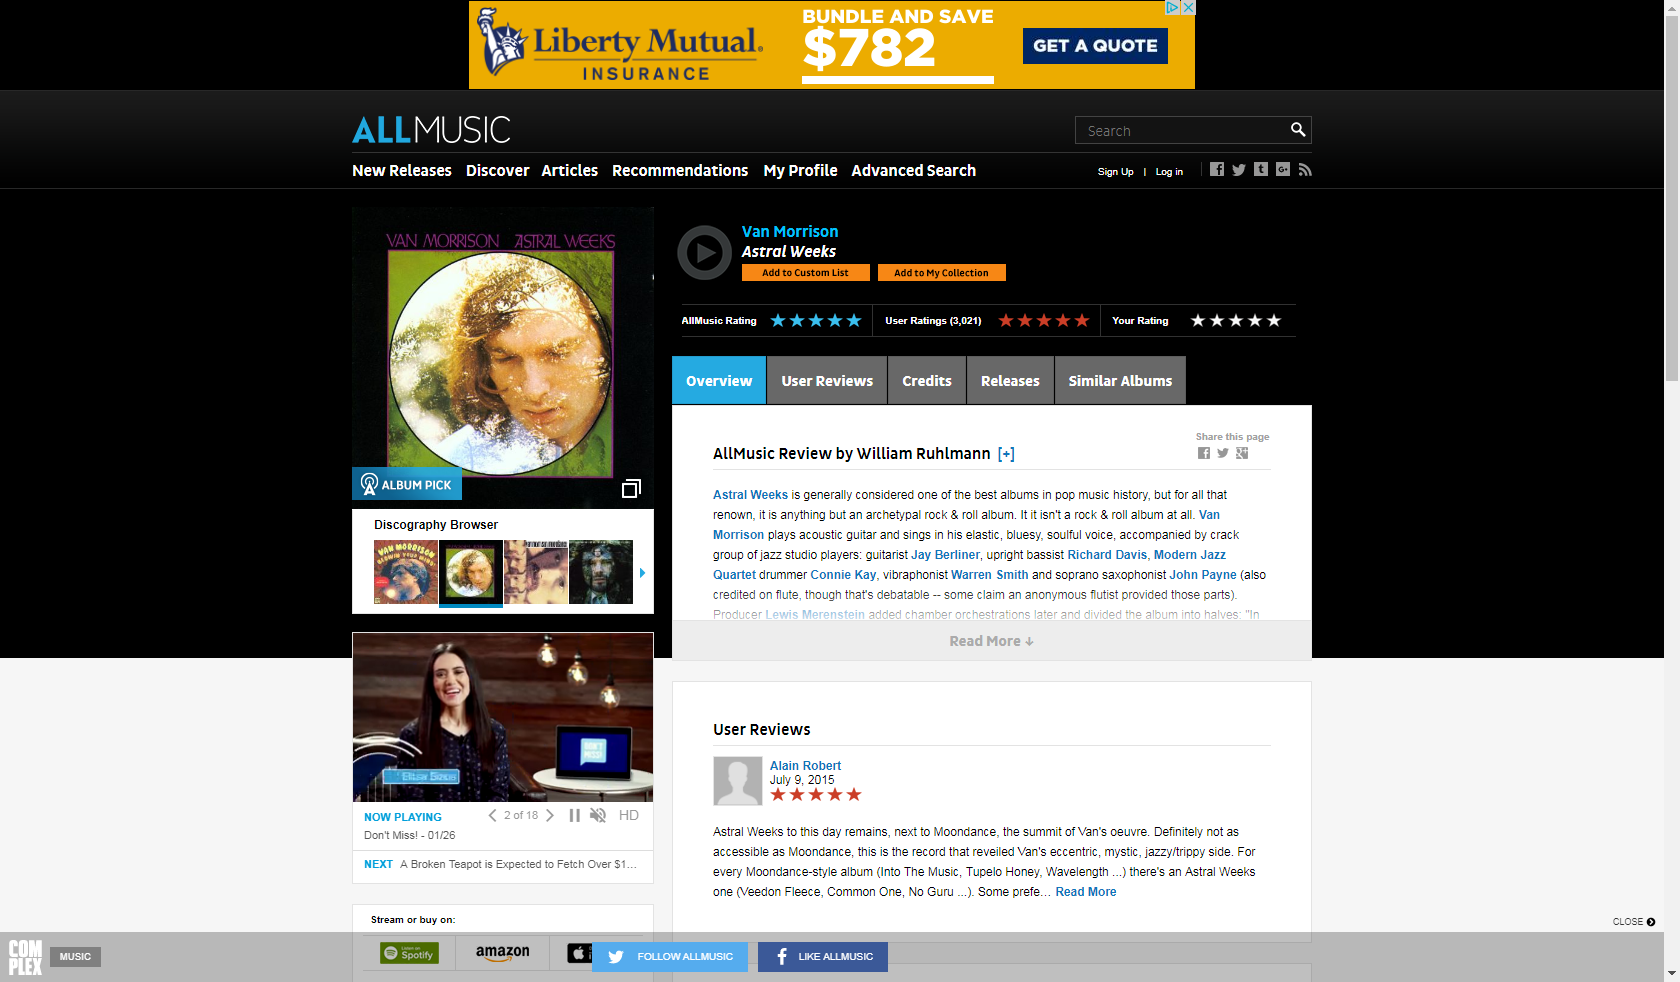 Liberty Mutual
INSURANCE
BUNDLE AND SAVE
$782
GET A QUOTE
ALLMUSIC
Search
New Releases Discover Articles Recommendations My Profile Advanced Search
Sign Up | Log in
VAN MORRISON ASTRAL WEEKS
ALBUM PICK
Discography Browser
VAN MORRISON
Van Morrison
Astral Weeks
Add to Custom List Add to My Collection
AllMusic Rating
User Ratings (3,021)
Your Rating
Overview User Reviews Credits Releases Similar Albums
Share this page
AllMusic Review by William Ruhlmann [+]
Astral Weeks is generally considered one of the best albums in pop music history, but for all that
renown, it is anything but an archetypal rock & roll album. It it isn't a rock & roll album at all. Van
Morrison plays acoustic guitar and sings in his elastic, bluesy, soulful voice, accompanied by crack
group of jazz studio players: guitarist Jay Berliner, upright bassist Richard Davis, Modern Jazz
Quartet drummer Connie Kay, vibraphonist Warren Smith and soprano saxophonist John Payne (also
credited on flute, though that's debatable -- some claim an anonymous flutist provided those parts).
Producer Lewis Merenstein added chamber orchestrations later and divided the album into halves: "In
Read More ↓
DON'T
MISS!
NOW PLAYING
2 of 18
HD
Don't Miss! - 01/26
NEXT A Broken Teapot is Expected to Fetch Over $1...
Stream or buy on:
Listen on
Spotify
amazon
User Reviews
Alain Robert
July 9, 2015
Astral Weeks to this day remains, next to Moondance, the summit of Van's oeuvre. Definitely not as
accessible as Moondance, this is the record that reveiled Van's eccentric, mystic, jazzy/trippy side. For
every Moondance-style album (Into The Music, Tupelo Honey, Wavelength ...) there's an Astral Weeks
one (Veedon Fleece, Common One, No Guru ...). Some prefe... Read More
CLOSE
COMPLEX
MUSIC
FOLLOW ALLMUSIC
LIKE ALLMUSIC